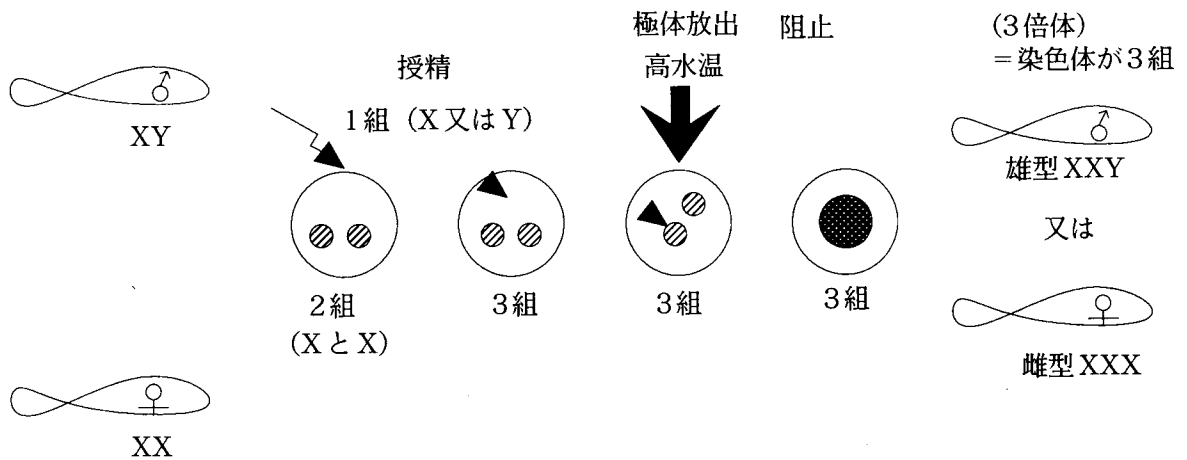 XY
XX
授精
1組（X又はY）
2組
（XとX）
3組
極体放出　阻止
高水温
3組
3組
（3倍体）
＝染色体が3組
雄型XXY
又は
雌型XXX